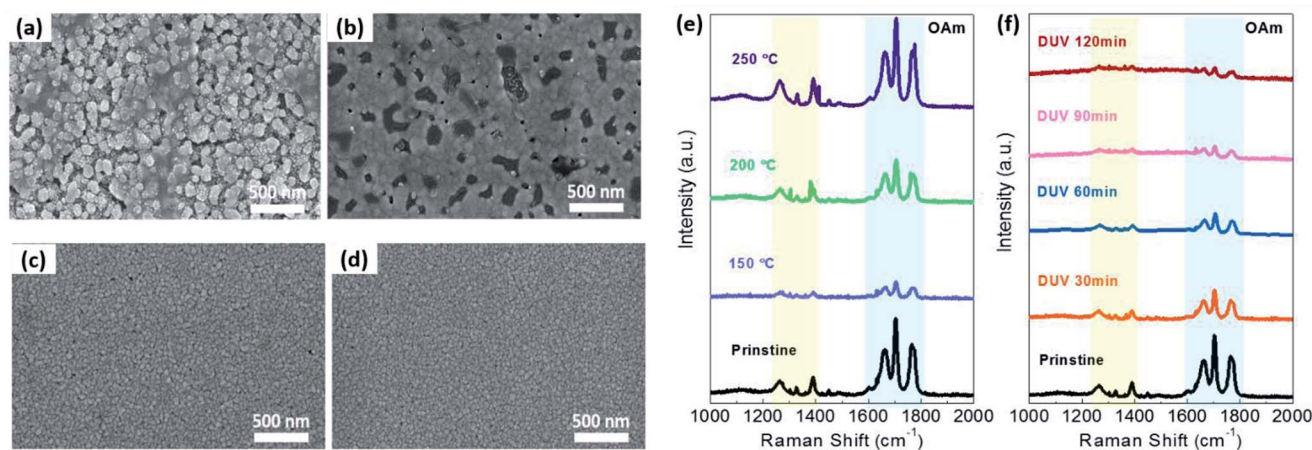 (a)
500 nm
(b)
500 nm
(c)
500 nm
(d)
500 nm
(e)
OAm
250 °C
200 °C
150 °C
Prinstine
Intensity (a.u.)
1000 1200 1400 1600 1800 2000
Raman Shift (cm⁻¹)
(f)
OAm
DUV 120min
DUV 90min
DUV 60min
DUV 30min
Prinstine
Intensity (a.u.)
1000 1200 1400 1600 1800 2000
Raman Shift (cm⁻¹)